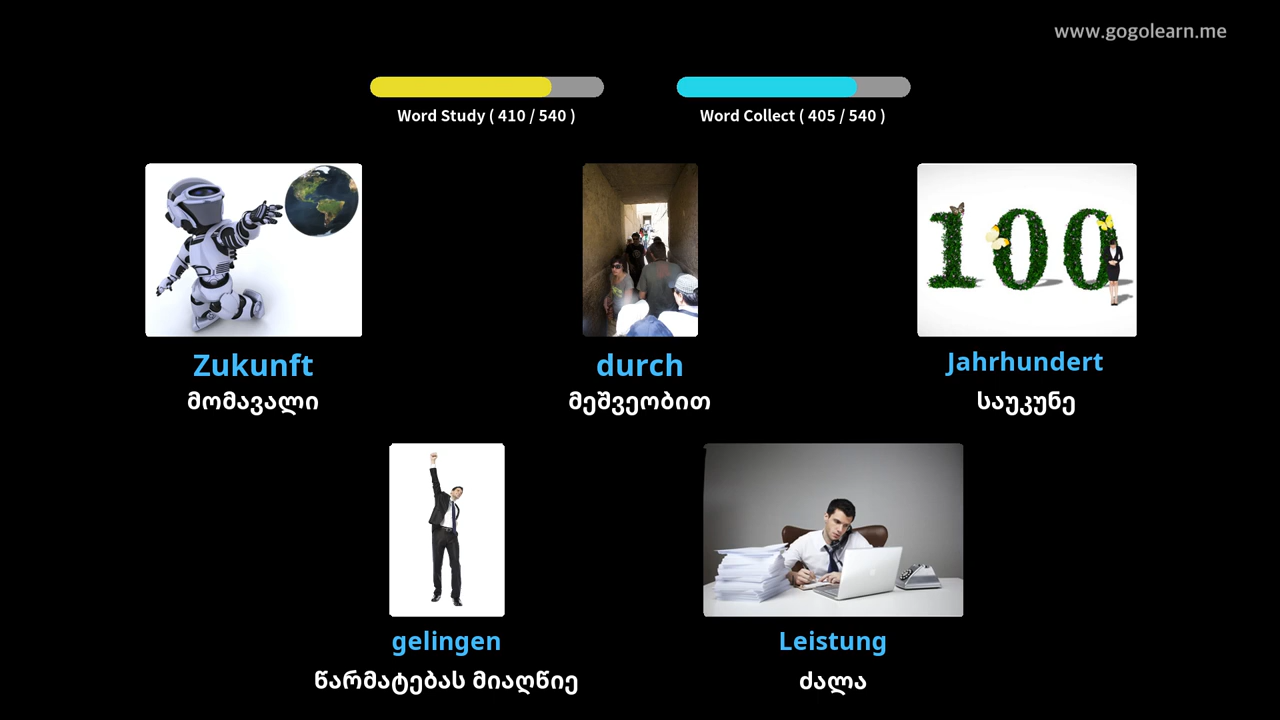 www.gogolearn.me
Word Study ( 410 / 540 )
Word Collect ( 405 / 540 )
Zukunft
მომავალი
durch
მეშვეობით
Jahrhundert
საუკუნე
gelingen
წარმატებას მიაღწიე
Leistung
ძალა